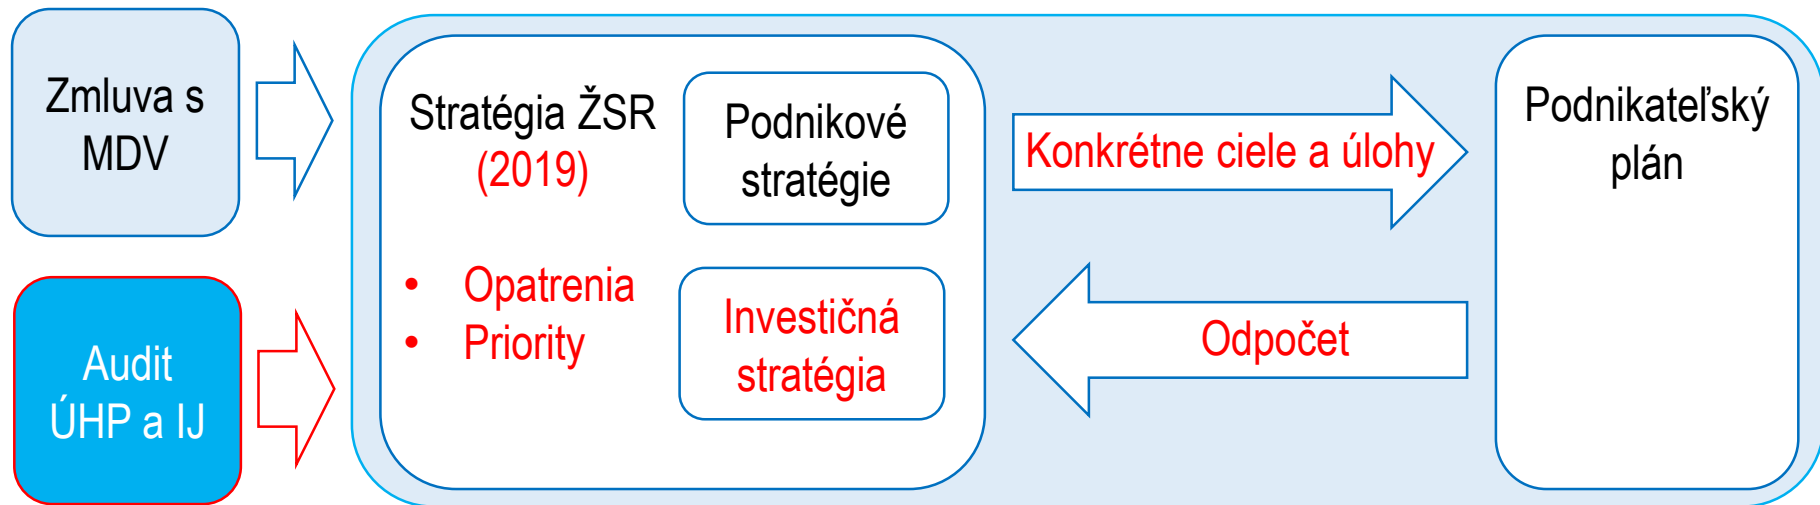 Zmluva s
MDV
Audit
ÚHP a IJ
Stratégia ŽSR
(2019)
• Opatrenia
• Priority
Podnikové
stratégie
Investičná
stratégia
Konkrétne ciele a úlohy
Odpočet
Podnikateľský
plán